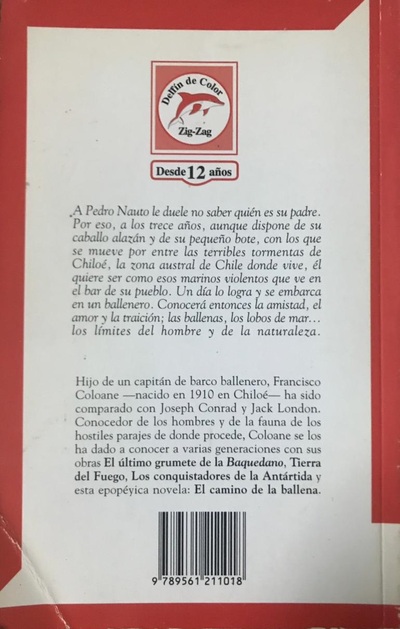 Delfín de Color
Zig-Zag
Desde 12 años
A Pedro Nauto le duele no saber quién es su padre.
Por eso, a los trece años, aunque dispone de su
caballo alazán y de su pequeño bote, con los que
se mueve por entre las terribles tormentas de
Chiloé, la zona austral de Chile donde vive, él
quiere ser como esos marinos violentos que ve en
el bar de su pueblo. Un día lo logra y se embarca
en un ballenero. Conocerá entonces la amistad, el
amor y la traición; las ballenas, los lobos de mar...
los límites del hombre y de la naturaleza.
Hijo de un capitán de barco ballenero, Francisco
Coloane —nacido en 1910 en Chiloé— ha sido
comparado con Joseph Conrad y Jack London.
Conocedor de los hombres y de la fauna de los
hostiles parajes de donde procede, Coloane se los
ha dado a conocer a varias generaciones con sus
obras El último grumete de la Baquedano, Tierra
del Fuego, Los conquistadores de la Antártida y
esta epopéyica novela: El camino de la ballena.
9 789561 211018